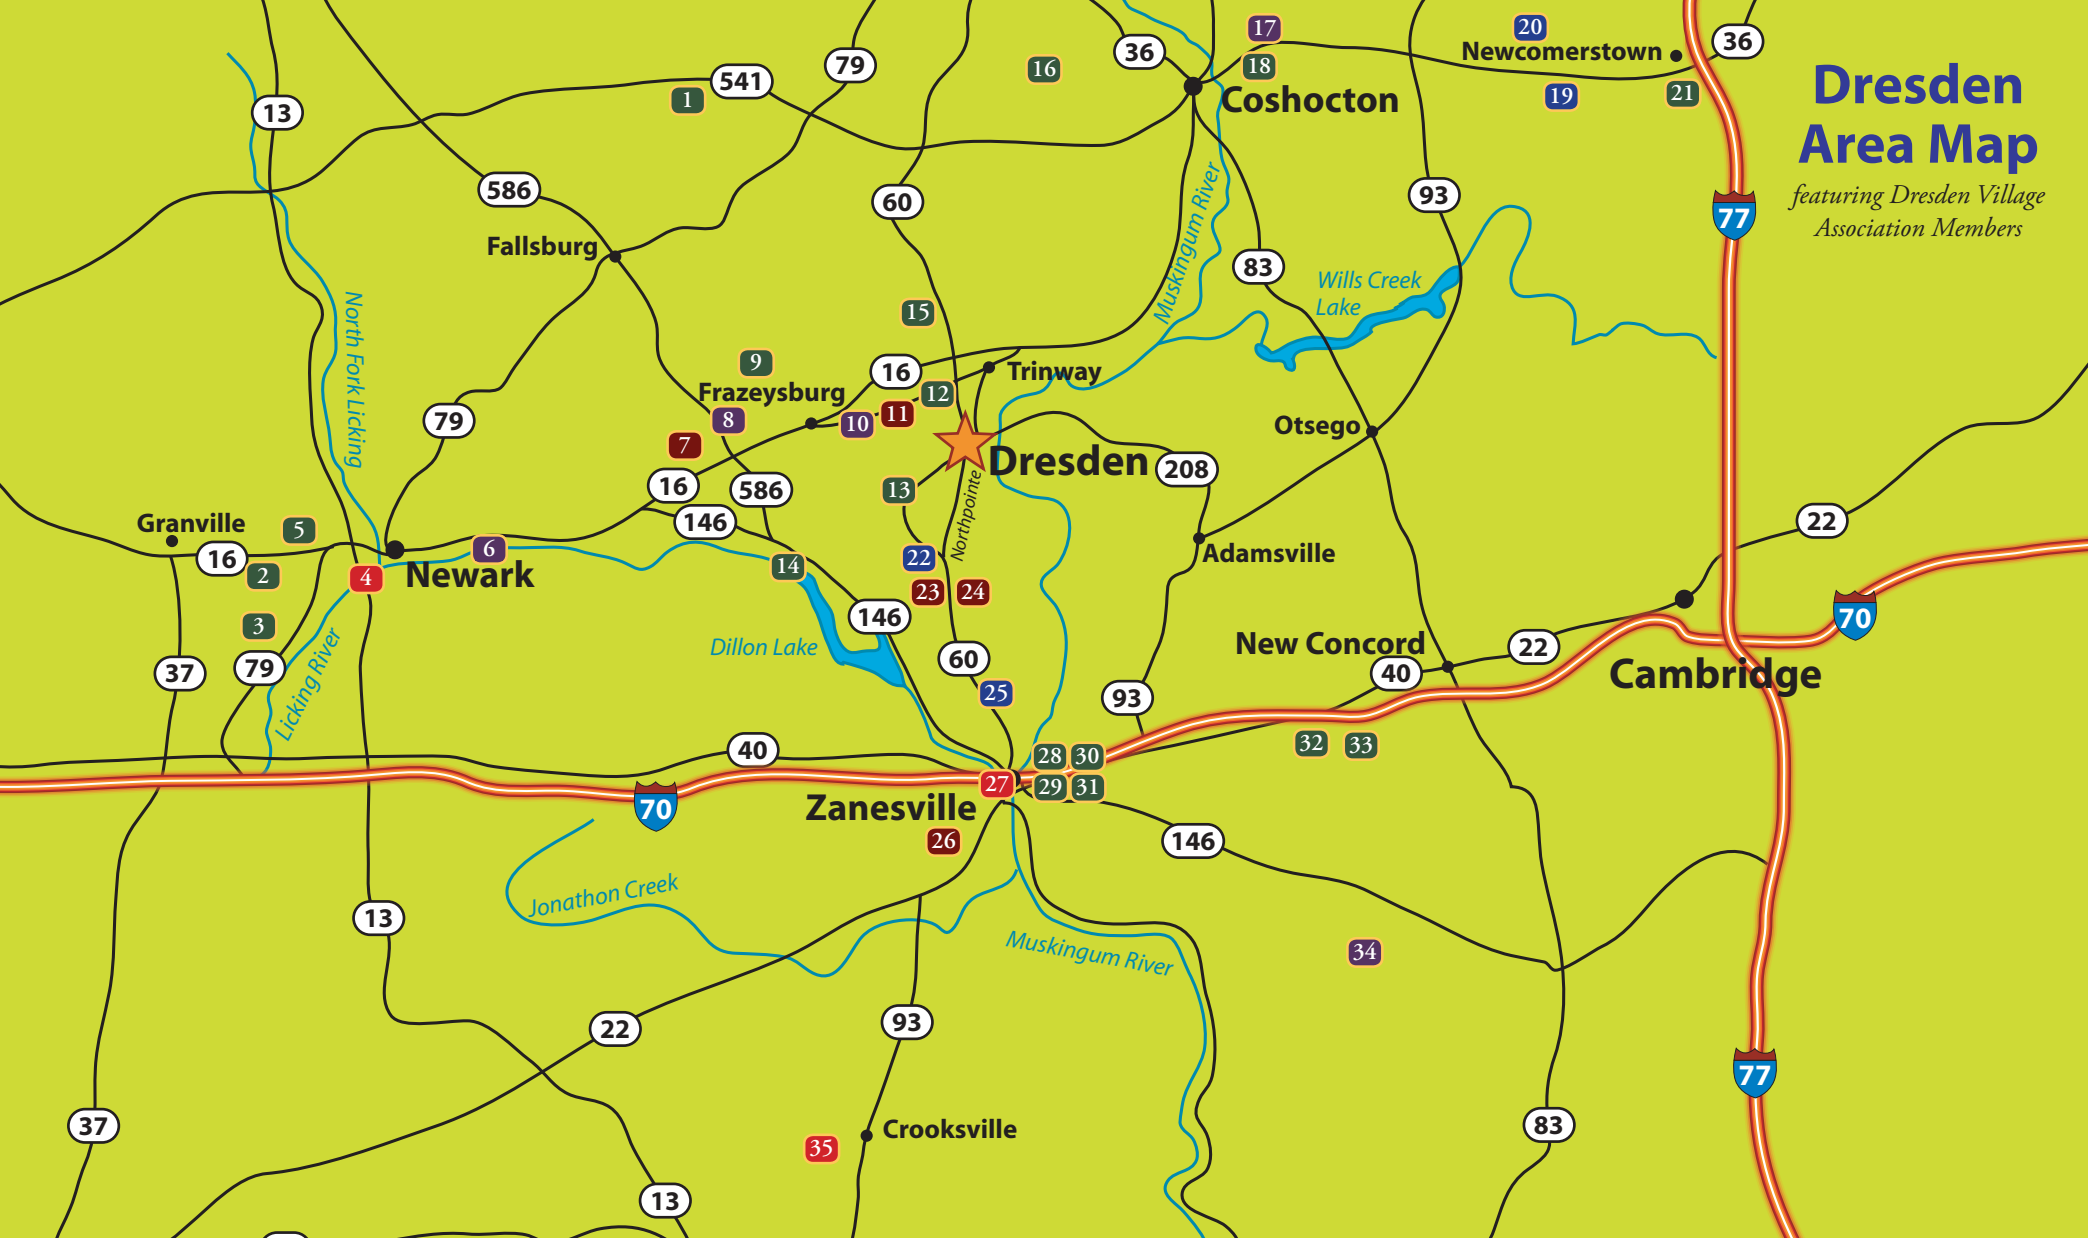 36
17
20
Newcomerstown
36
79
16
18
541
1
19
21
Dresden
Area Map
Coshocton
13
586
60
93
featuring Dresden Village
Association Members
77
Fallsburg
Muskingum River
83
Wills Creek
Lake
15
North Fork Licking
9
16
Trinway
Frazeysburg
12
79
8
10
11
Otsego
7
Dresden
208
16
586
13
Northpointe
Granville
5
146
22
16
6
22
Adamsville
2
4
Newark
14
23
24
3
146
70
Licking River
Dillon Lake
New Concord
22
37
79
60
40
Cambridge
25
93
40
28
30
32
33
27
29
31
70
Zanesville
26
146
Jonathon Creek
13
Muskingum River
34
22
93
77
37
Crooksville
83
35
13